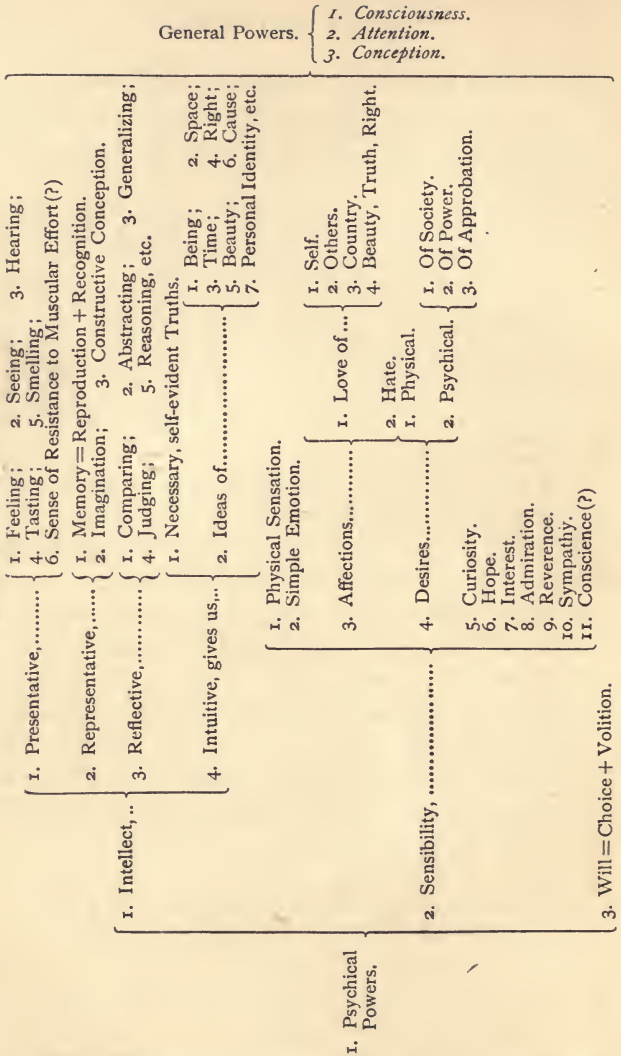 General Powers.
1. Consciousness.
2. Attention.
3. Conception.
1. Psychical
Powers.
1. Intellect, ..
1. Presentative,.........
1. Feeling; 2. Seeing; 3. Hearing;
4. Tasting; 5. Smelling;
6. Sense of Resistance to Muscular Effort (?)
2. Representative,.....
1. Memory=Reproduction + Recognition.
2. Imagination; 3. Constructive Conception.
3. Reflective,............
1. Comparing; 2. Abstracting; 3. Generalizing;
4. Judging; 5. Reasoning, etc.
4. Intuitive, gives us,..
1. Necessary, self-evident Truths.
2. Ideas of.....................
1. Being; 2. Space;
3. Time; 4. Right;
5. Beauty; 6. Cause;
7. Personal Identity, etc.
2. Sensibility, ........................
1. Physical Sensation.
2. Simple Emotion.
3. Affections............
1. Love of ...
1. Self.
2. Others.
3. Country.
4. Beauty, Truth, Right.
2. Hate.
4. Desires................
1. Physical.
2. Psychical.
1. Of Society.
2. Of Power.
3. Of Approbation.
5. Curiosity.
6. Hope.
7. Interest.
8. Admiration.
9. Reverence.
10. Sympathy.
11. Conscience (?)
3. Will=Choice + Volition.